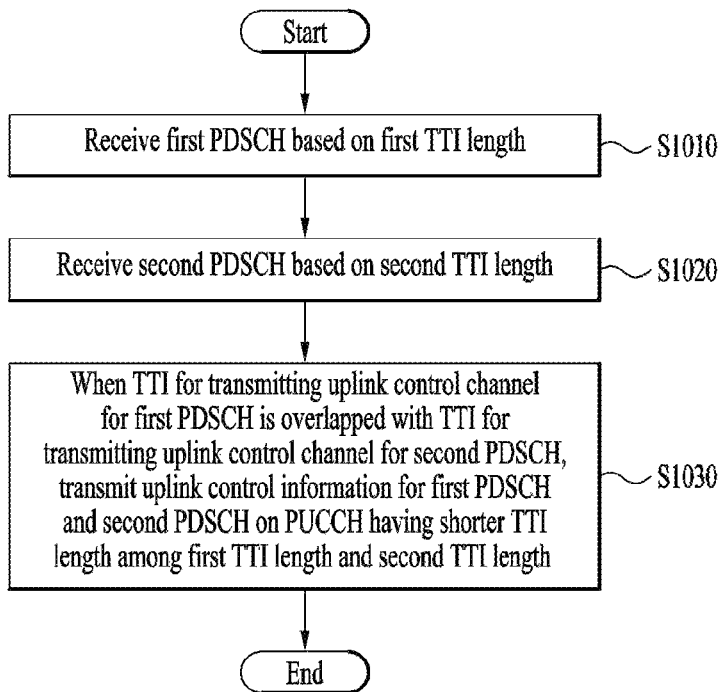 Start
Receive first PDSCH based on first TTI length
S1010
Receive second PDSCH based on second TTI length
S1020
When TTI for transmitting uplink control channel
for first PDSCH is overlapped with TTI for
transmitting uplink control channel for second PDSCH,
transmit uplink control information for first PDSCH
and second PDSCH on PUCCH having shorter TTI
length among first TTI length and second TTI length
S1030
End